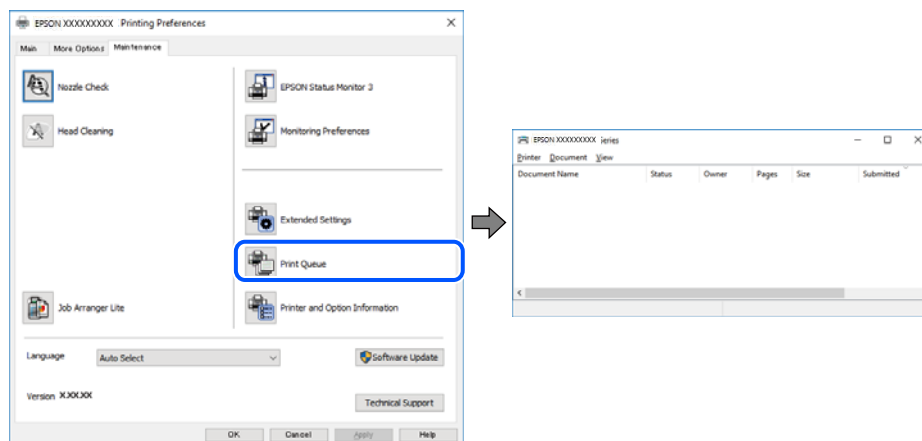 EPSON XXXXXXXXX Printing Preferences
Main More Options Maintenance
Nozzle Check
EPSON Status Monitor 3
Head Cleaning
Monitoring Preferences
Extended Settings
Print Queue
Job Arranger Lite
Printer and Option Information
Language Auto Select Software Update
Version X.XX.XX
Technical Support
OK Cancel Apply Help
EPSON XXXXXXXXX ieries
Printer Document View
Document Name Status Owner Pages Size Submitted